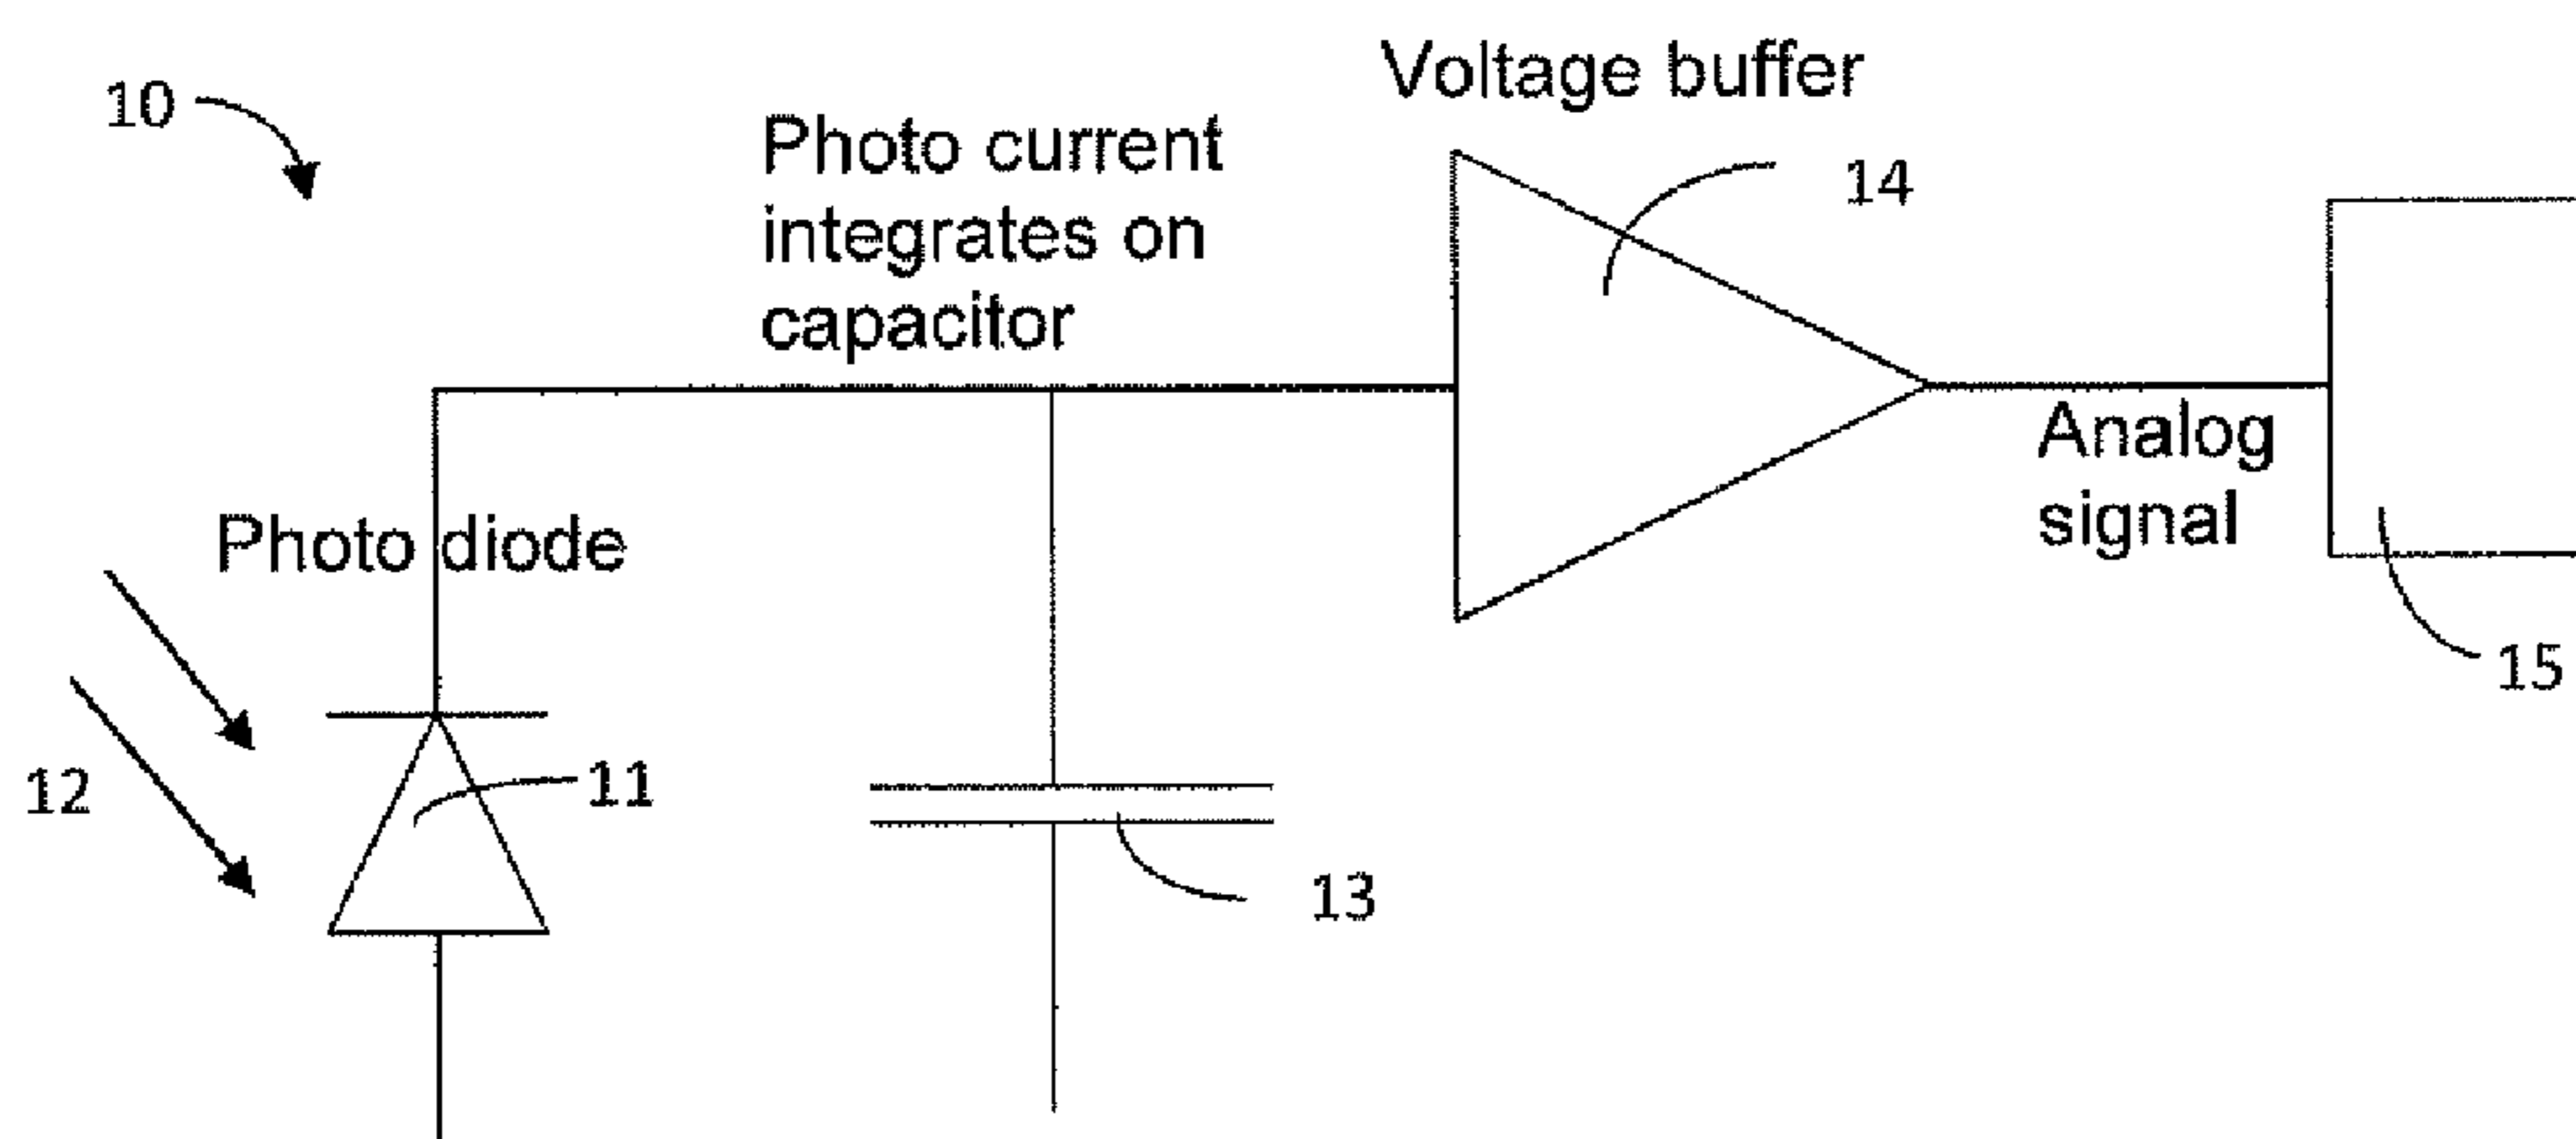 10
Voltage buffer
Photo current
integrates on
capacitor
14
Analog
signal
Photo diode
15
12
11
13